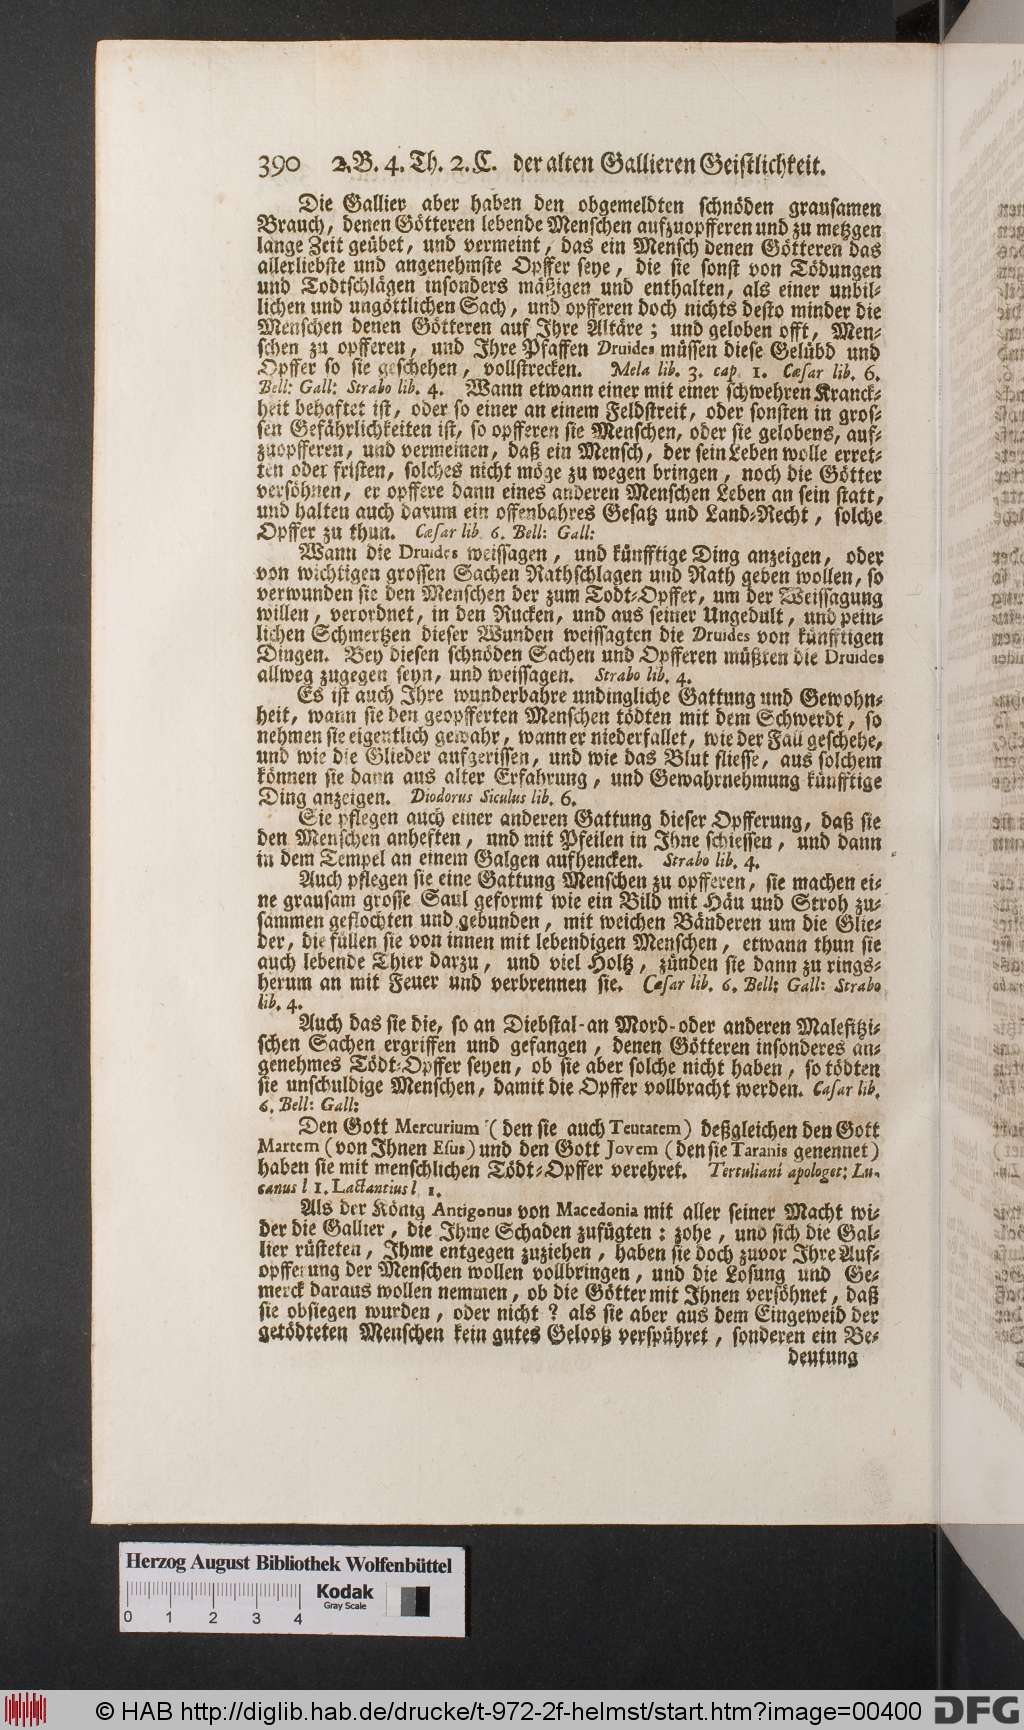 390 2. B. 4. Th. 2. C. der alten Gallieren Geistlichkeit.
Die Gallier aber haben den obgemeldten schnöden grausamen
Brauch, denen Götteren lebende Menschen aufzuopfferen und zu metzgen
lange Zeit geübet, und vermeint, das ein Mensch denen Götteren das
allerliebste und angenehmste Opffer seye, die sie sonst von Tödungen
und Todtschlägen insonders mäßigen und enthalten, als einer unbil-
lichen und ungöttlichen Sach, und opfferen doch nichts desto minder die
Menschen denen Götteren auf Ihre Altäre; und geloben offt, Men-
schen zu opfferen, und Ihre Pfaffen Druides müssen diese Gelübd und
Opffer so sie geschehen, vollstrecken. Mela lib. 3. cap. 1. Cæsar lib. 6.
Bell: Gall: Strabo lib. 4. Wann etwann einer mit einer schwehren Kranck-
heit behaftet ist, oder so einer an einem Feldstreit, oder sonsten in gros-
sen Gefährlichkeiten ist, so opfferen sie Menschen, oder sie gelobens, auf-
zuopfferen, und vermeinen, daß ein Mensch, der sein Leben wolle erret-
ten oder fristen, solches nicht möge zu wegen bringen, noch die Götter
versöhnen, er opffere dann eines anderen Menschen Leben an sein statt,
und halten auch darum ein offenbahres Gesatz und Land-Recht, solche
Opffer zu thun. Cæsar lib. 6. Bell: Gall:
Wann die Druides weissagen, und künfftige Ding anzeigen, oder
von wichtigen grossen Sachen Rathschlagen und Rath geben wollen, so
verwunden sie den Menschen der zum Todt-Opffer, um der Weissagung
willen, verordnet, in den Rucken, und aus seiner Ungedult, und pein-
lichen Schmertzen dieser Wunden weissagten die Druides von künfftigen
Dingen. Bey diesen schnöden Sachen und Opfferen müßten die Druides
allweg zugegen seyn, und weissagen. Strabo lib. 4.
Es ist auch Ihre wunderbahre undingliche Gattung und Gewohn-
heit, wann sie den geopfferten Menschen tödten mit dem Schwerdt, so
nehmen sie eigentlich gewahr, wann er niederfallet, wie der Fall geschehe,
und wie die Glieder aufgerissen, und wie das Blut fliesse, aus solchem
können sie dann aus alter Erfahrung, und Gewahrnehmung künfftige
Ding anzeigen. Diodorus Siculus lib. 6.
Sie pflegen auch einer anderen Gattung dieser Opfferung, daß sie
den Menschen anheften, und mit Pfeilen in Ihne schiessen, und dann
in dem Tempel an einem Galgen aufhencken. Strabo lib. 4.
Auch pflegen sie eine Gattung Menschen zu opfferen, sie machen ei-
ne grausam grosse Saul geformt wie ein Bild mit Häu und Stroh zu-
sammen geflochten und gebunden, mit weichen Bänderen um die Glie-
der, die füllen sie von innen mit lebendigen Menschen, etwann thun sie
auch lebende Thier darzu, und viel Holtz, zünden sie dann zu rings-
herum an mit Feuer und verbrennen sie. Cæsar lib. 6. Bell: Gall: Strabo
lib. 4.
Auch das sie die, so an Diebstal-an Mord-oder anderen Malefitzi-
schen Sachen ergriffen und gefangen, denen Götteren insonderes an-
genehmes Tödt-Opffer seyen, ob sie aber solche nicht haben, so tödten
sie unschuldige Menschen, damit die Opffer vollbracht werden. Cæsar lib.
6. Bell: Gall:
Den Gott Mercurium (den sie auch Teutatem) deßgleichen den Gott
Martem (von Ihnen Esus) und den Gott Jovem (den sie Taranis genennet)
haben sie mit menschlichen Tödt-Opffer verehret. Tertuliani apologet: Lu-
canus l 1. Lactantius l 1.
Als der König Antigonus von Macedonia mit aller seiner Macht wi-
der die Gallier, die Ihme Schaden zufügten: zohe, und sich die Gal-
lier rüsteten, Ihme entgegen zuziehen, haben sie doch zuvor Ihre Auf-
opfferung der Menschen wollen vollbringen, und die Losung und Ge-
merck daraus wollen nemmen, ob die Götter mit Ihnen versöhnet, daß
sie obsiegen wurden, oder nicht? als sie aber aus dem Eingeweid der
getödteten Menschen kein gutes Gelootz verspühret, sonderen ein Be-
deutung
Herzog August Bibliothek Wolfenbüttel
Kodak
Gray Scale
0 1 2 3 4
© HAB http://diglib.hab.de/drucke/t-972-2f-helmst/start.htm?image=00400 DFG